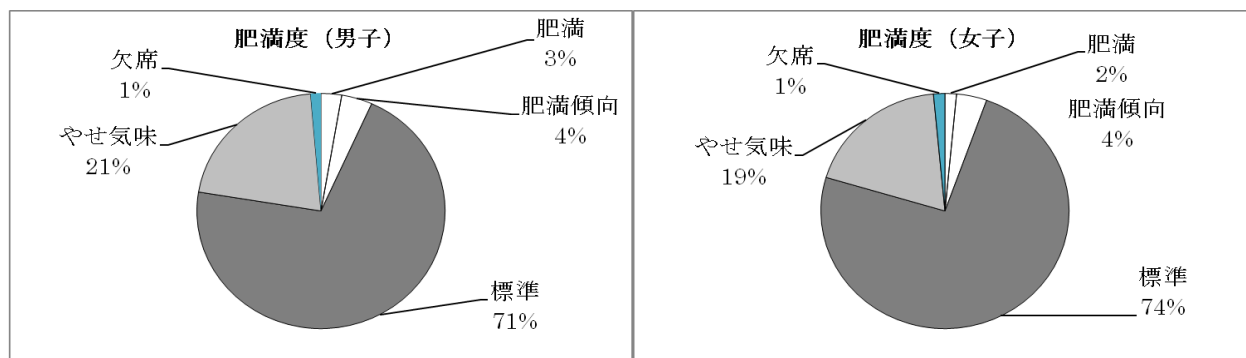 肥満度（男子）
肥満
3%
欠席
1%
肥満傾向
4%
やせ気味
21%
標準
71%
肥満度（女子）
肥満
2%
欠席
1%
肥満傾向
4%
やせ気味
19%
標準
74%